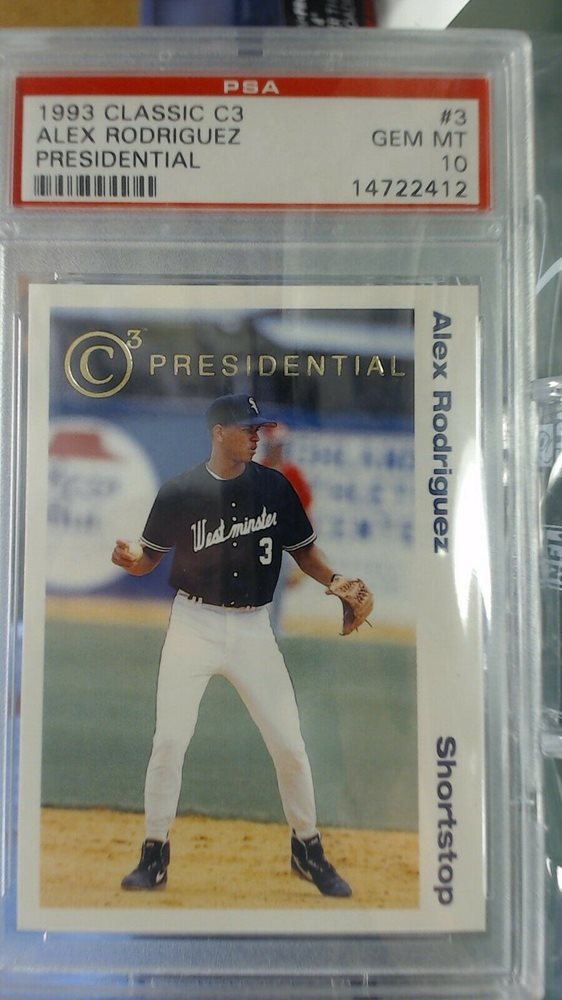 PSA
1993 CLASSIC C3 #3
ALEX RODRIGUEZ GEM MT
PRESIDENTIAL 10
14722412
C3 PRESIDENTIAL
Alex Rodriguez
Shortstop
Westminster
3